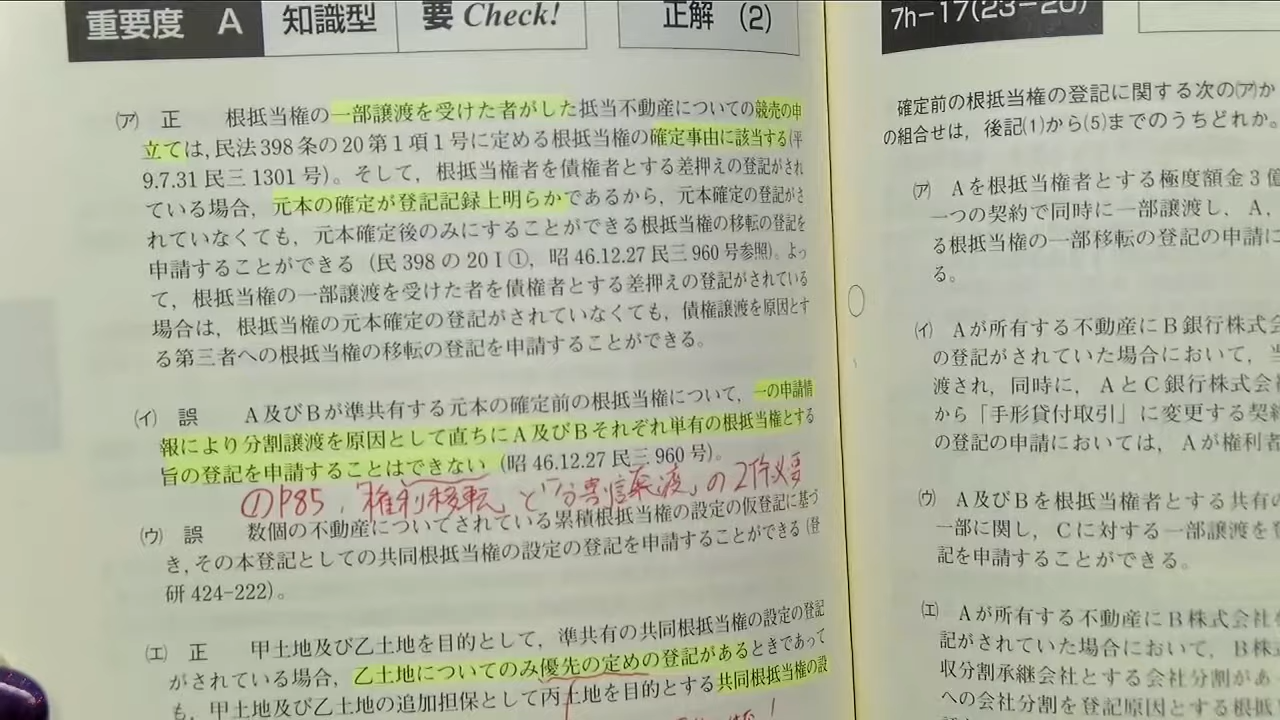 重要度 A 知識型 要 Check! 正解 (2)
(ア) 正 根抵当権の一部譲渡を受けた者がした抵当不動産についての競売の申
立ては,民法398条の20第1項1号に定める根抵当権の確定事由に該当する(平
9.7.31民三1301号)。そして,根抵当権者を債権者とする差押えの登記がされ
ている場合,元本の確定が登記記録上明らかであるから,元本確定の登記がさ
れていなくても,元本確定後のみにすることができる根抵当権の移転の登記を
申請することができる(民398の20Ⅰ①,昭46.12.27民三960号参照)。よっ
て,根抵当権の一部譲渡を受けた者を債権者とする差押えの登記がされている
場合は,根抵当権の元本確定の登記がされていなくても,債権譲渡を原因とす
る第三者への根抵当権の移転の登記を申請することができる。
(イ) 誤 A及びBが準共有する元本の確定前の根抵当権について,一の申請情
報により分割譲渡を原因として直ちにA及びBそれぞれ単有の根抵当権とする
旨の登記を申請することはできない(昭46.12.27民三960号)。
P85,「権利移転」と「分割譲渡」の2件必要
(ウ) 誤 数個の不動産についてされている累積根抵当権の設定の仮登記に基づ
き,その本登記としての共同根抵当権の設定の登記を申請することができる(登
研424-222)。
(エ) 正 甲土地及び乙土地を目的として,準共有の共同根抵当権の設定の登記
がされている場合,乙土地についてのみ優先の定めの登記があるときであって
も,甲土地及び乙土地の追加担保として丙土地を目的とする共同根抵当権の設
7h-17(23-20)
確定前の根抵当権の登記に関する次の(ア)か
の組合せは,後記(1)から(5)までのうちどれか。
(ア) Aを根抵当権者とする極度額金3億
一つの契約で同時に一部譲渡し,A,
る根抵当権の一部移転の登記の申請に
る。
(イ) Aが所有する不動産にB銀行株式会
の登記がされていた場合において,当
渡され,同時に,AとC銀行株式会
から「手形貸付取引」に変更する契
の登記の申請においては,Aが権利者
(ウ) A及びBを根抵当権者とする共有の
一部に関し,Cに対する一部譲渡を
記を申請することができる。
(エ) Aが所有する不動産にB株式会社
記がされていた場合において,B株
収分割承継会社とする会社分割があ
への会社分割を登記原因とする根抵